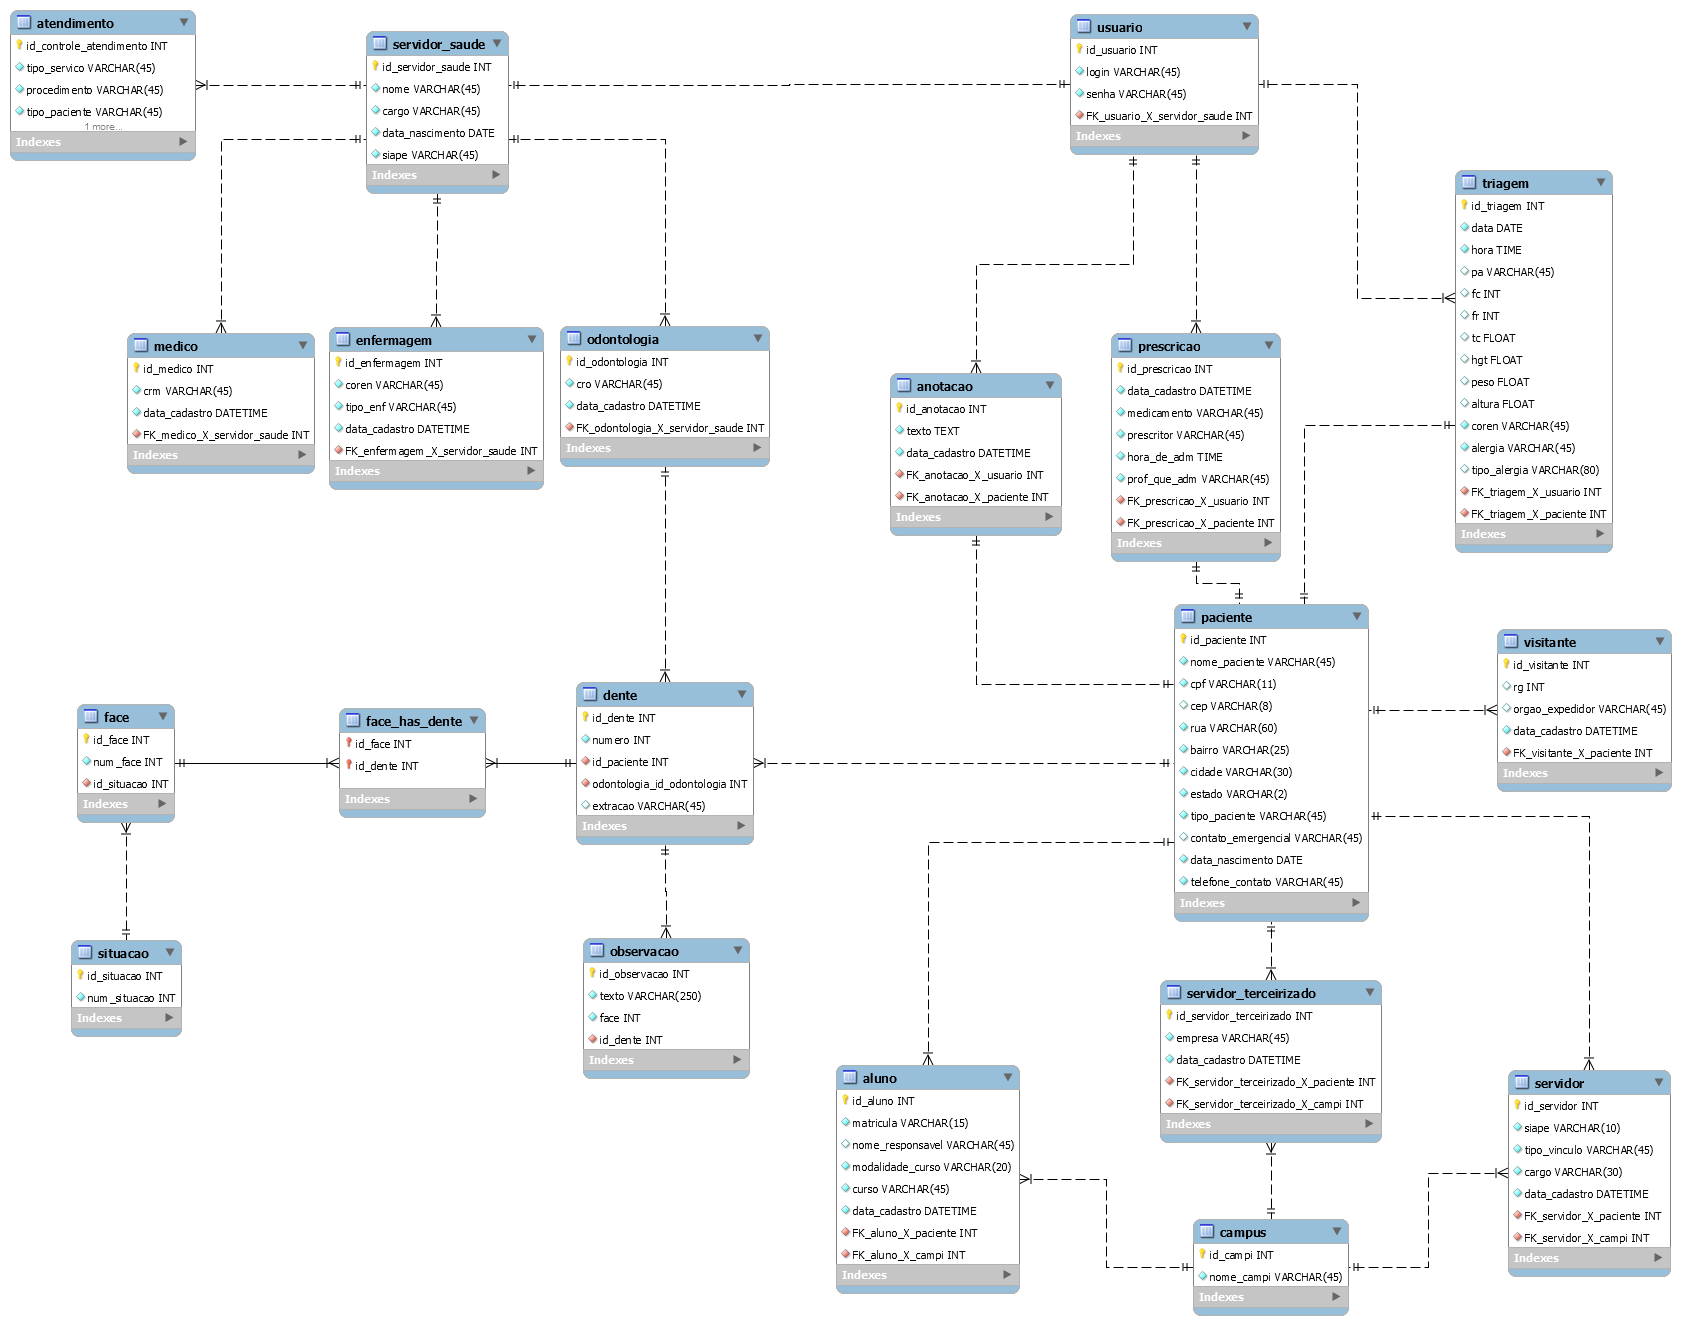 atendimento
id_controle_atendimento INT
tipo_servico VARCHAR(45)
procedimento VARCHAR(45)
tipo_paciente VARCHAR(45)
1 more...
Indexes
servidor_saude
id_servidor_saude INT
nome VARCHAR(45)
cargo VARCHAR(45)
data_nascimento DATE
siape VARCHAR(45)
Indexes
usuario
id_usuario INT
login VARCHAR(45)
senha VARCHAR(45)
FK_usuario_X_servidor_saude INT
Indexes
triagem
id_triagem INT
data DATE
hora TIME
pa VARCHAR(45)
fc INT
fr INT
tc FLOAT
hgt FLOAT
peso FLOAT
altura FLOAT
coren VARCHAR(45)
alergia VARCHAR(45)
tipo_alergia VARCHAR(80)
FK_triagem_X_usuario INT
FK_triagem_X_paciente INT
Indexes
medico
id_medico INT
crm VARCHAR(45)
data_cadastro DATETIME
FK_medico_X_servidor_saude INT
Indexes
enfermagem
id_enfermagem INT
coren VARCHAR(45)
tipo_enf VARCHAR(45)
data_cadastro DATETIME
FK_enfermagem_X_servidor_saude INT
Indexes
odontologia
id_odontologia INT
cro VARCHAR(45)
data_cadastro DATETIME
FK_odontologia_X_servidor_saude INT
Indexes
anotacao
id_anotacao INT
texto TEXT
data_cadastro DATETIME
FK_anotacao_X_usuario INT
FK_anotacao_X_paciente INT
Indexes
prescricao
id_prescricao INT
data_cadastro DATETIME
medicamento VARCHAR(45)
prescritor VARCHAR(45)
hora_de_adm TIME
prof_que_adm VARCHAR(45)
FK_prescricao_X_usuario INT
FK_prescricao_X_paciente INT
Indexes
paciente
id_paciente INT
nome_paciente VARCHAR(45)
cpf VARCHAR(11)
cep VARCHAR(8)
rua VARCHAR(60)
bairro VARCHAR(25)
cidade VARCHAR(30)
estado VARCHAR(2)
tipo_paciente VARCHAR(45)
contato_emergencial VARCHAR(45)
data_nascimento DATE
telefone_contato VARCHAR(45)
Indexes
visitante
id_visitante INT
rg INT
orgao_expedidor VARCHAR(45)
data_cadastro DATETIME
FK_visitante_X_paciente INT
Indexes
face
id_face INT
num_face INT
id_situacao INT
Indexes
face_has_dente
id_face INT
id_dente INT
Indexes
dente
id_dente INT
numero INT
id_paciente INT
odontologia_id_odontologia INT
extracao VARCHAR(45)
Indexes
situacao
id_situacao INT
num_situacao INT
Indexes
observacao
id_observacao INT
texto VARCHAR(250)
face INT
id_dente INT
Indexes
servidor_terceirizado
id_servidor_terceirizado INT
empresa VARCHAR(45)
data_cadastro DATETIME
FK_servidor_terceirizado_X_paciente INT
FK_servidor_terceirizado_X_campi INT
Indexes
aluno
id_aluno INT
matricula VARCHAR(15)
nome_responsavel VARCHAR(45)
modalidade_curso VARCHAR(20)
curso VARCHAR(45)
data_cadastro DATETIME
FK_aluno_X_paciente INT
FK_aluno_X_campi INT
Indexes
servidor
id_servidor INT
siape VARCHAR(10)
tipo_vinculo VARCHAR(45)
cargo VARCHAR(30)
data_cadastro DATETIME
FK_servidor_X_paciente INT
FK_servidor_X_campi INT
Indexes
campus
id_campi INT
nome_campi VARCHAR(45)
Indexes